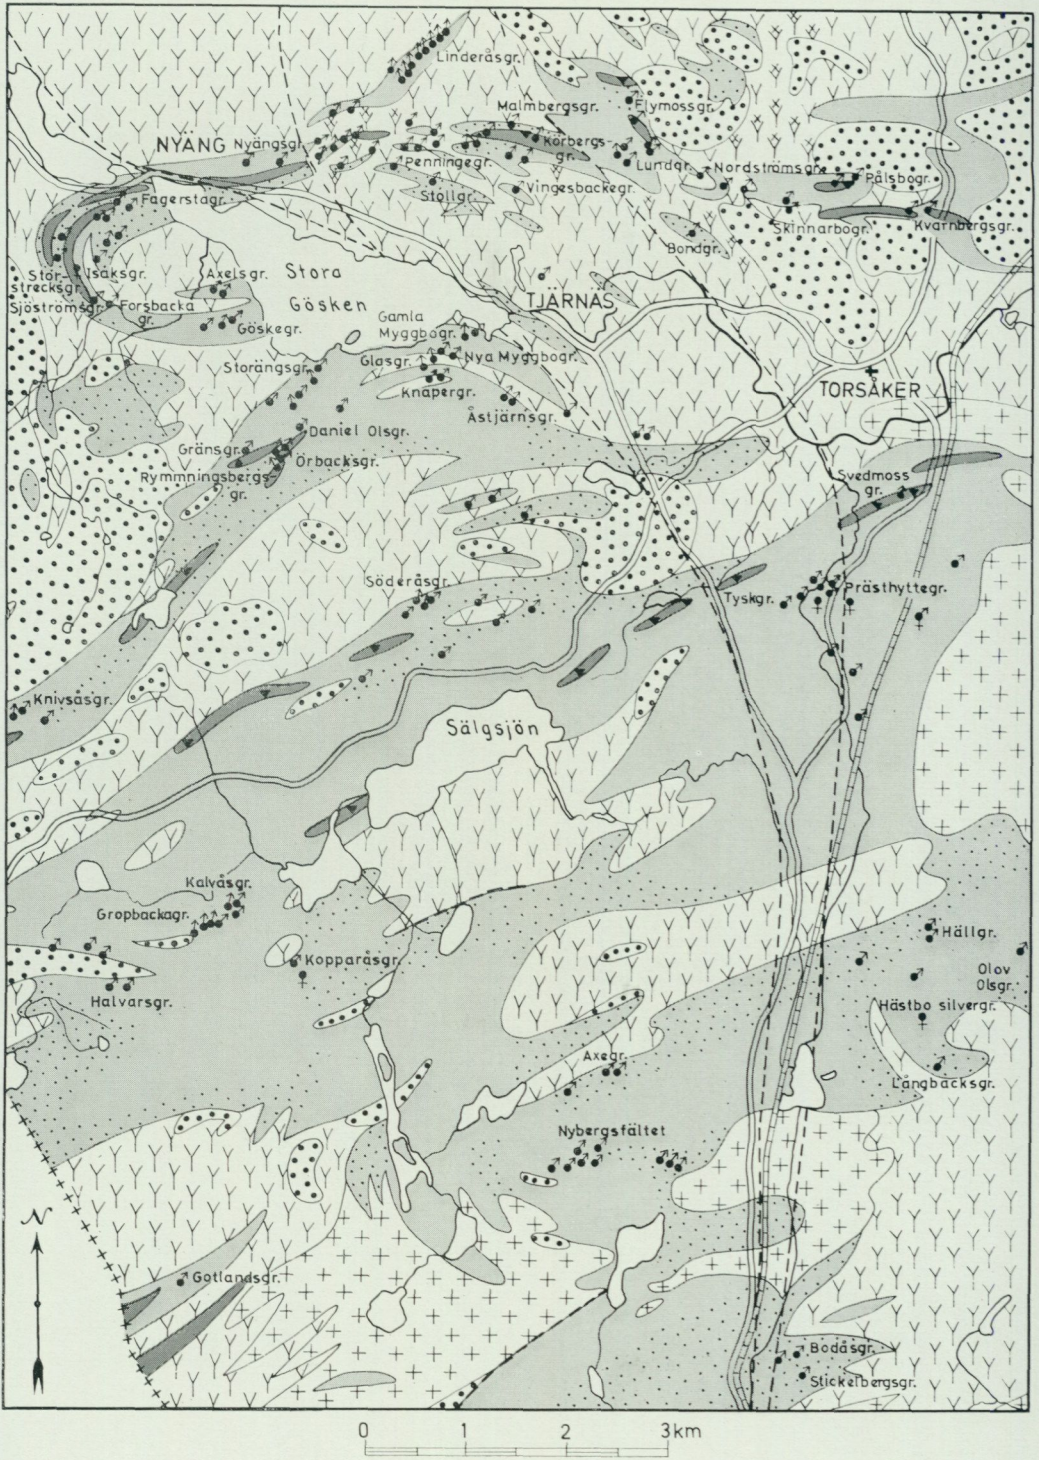 Linderåsgr.
Malmbergsgr.
Flymossgr.
NYÄNG
Nyängsgr.
Korbergs-
gr.
Penningegr.
Lundgr.
Nordströmsgr.
Pålsbogr.
Stollgr.
Vingesbackegr.
Fagerstagr.
Bondgr.
Skinnarbogr.
Kvarnbergsgr.
Stor-
strecksgr.
Isaksgr.
Axelsgr.
Stora
Gösken
Sjöströmsgr.
Forsbacka
gr.
Göskegr.
TJÄRNÄS
Gamla
Myggbogr.
Glasgr.
Nya Myggbogr.
Storängsgr.
Knapergr.
Åstjärnsgr.
TORSÅKER
Daniel Olsgr.
Gränsgr.
Örbacksgr.
Rymmningsbergs-
gr.
Svedmoss
gr.
Söderåsgr.
Tyskgr.
Prästhyttegr.
Knivsåsgr.
Sälgsjön
Kalvåsgr.
Gropbackagr.
Hällgr.
Kopparåsgr.
Olov
Olsgr.
Halvarsgr.
Hästbo silvergr.
Axegr.
Långbacksgr.
Nybergsfältet
N
Gotlandsgr.
Bodåsgr.
Stickelbergsgr.
0 1 2 3 km